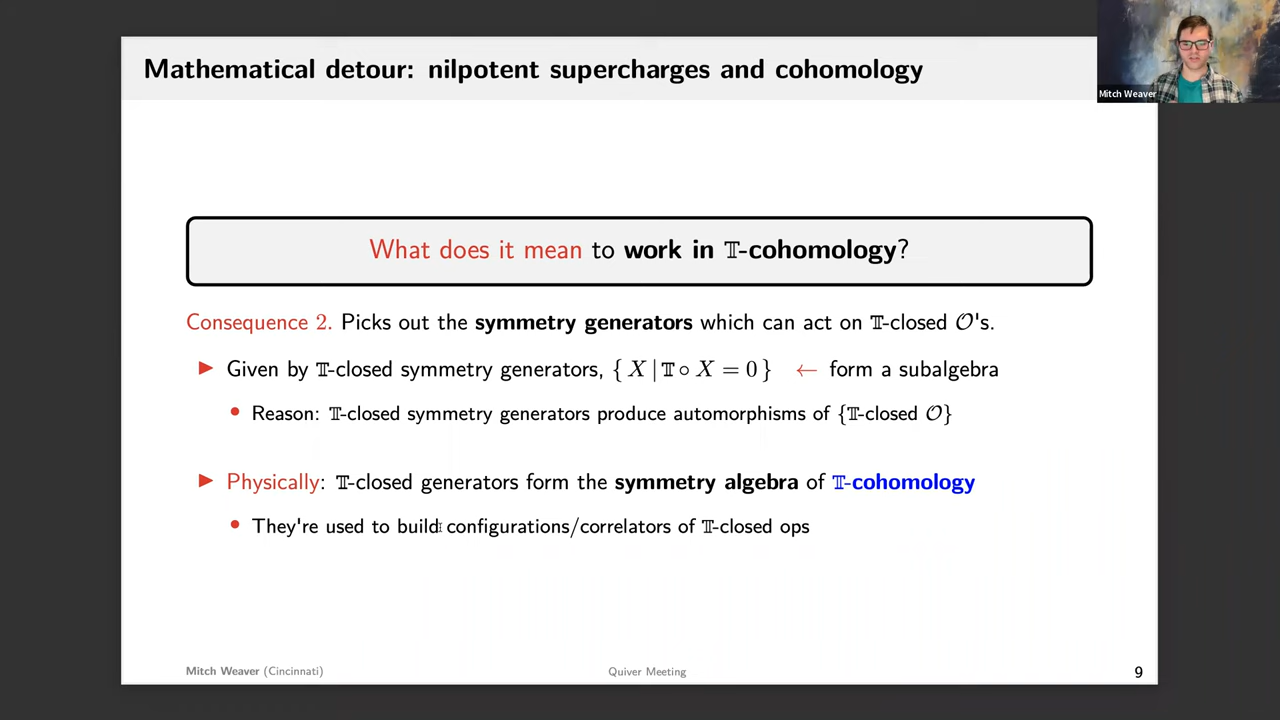 Mathematical detour: nilpotent supercharges and cohomology
Mitch Weaver
What does it mean to work in 𝕋-cohomology?
Consequence 2. Picks out the symmetry generators which can act on 𝕋-closed 𝒪's.
▶ Given by 𝕋-closed symmetry generators, { X | 𝕋 ∘ X = 0 } ← form a subalgebra
• Reason: 𝕋-closed symmetry generators produce automorphisms of {𝕋-closed 𝒪}
▶ Physically: 𝕋-closed generators form the symmetry algebra of 𝕋-cohomology
• They're used to build configurations/correlators of 𝕋-closed ops
Mitch Weaver (Cincinnati) Quiver Meeting 9